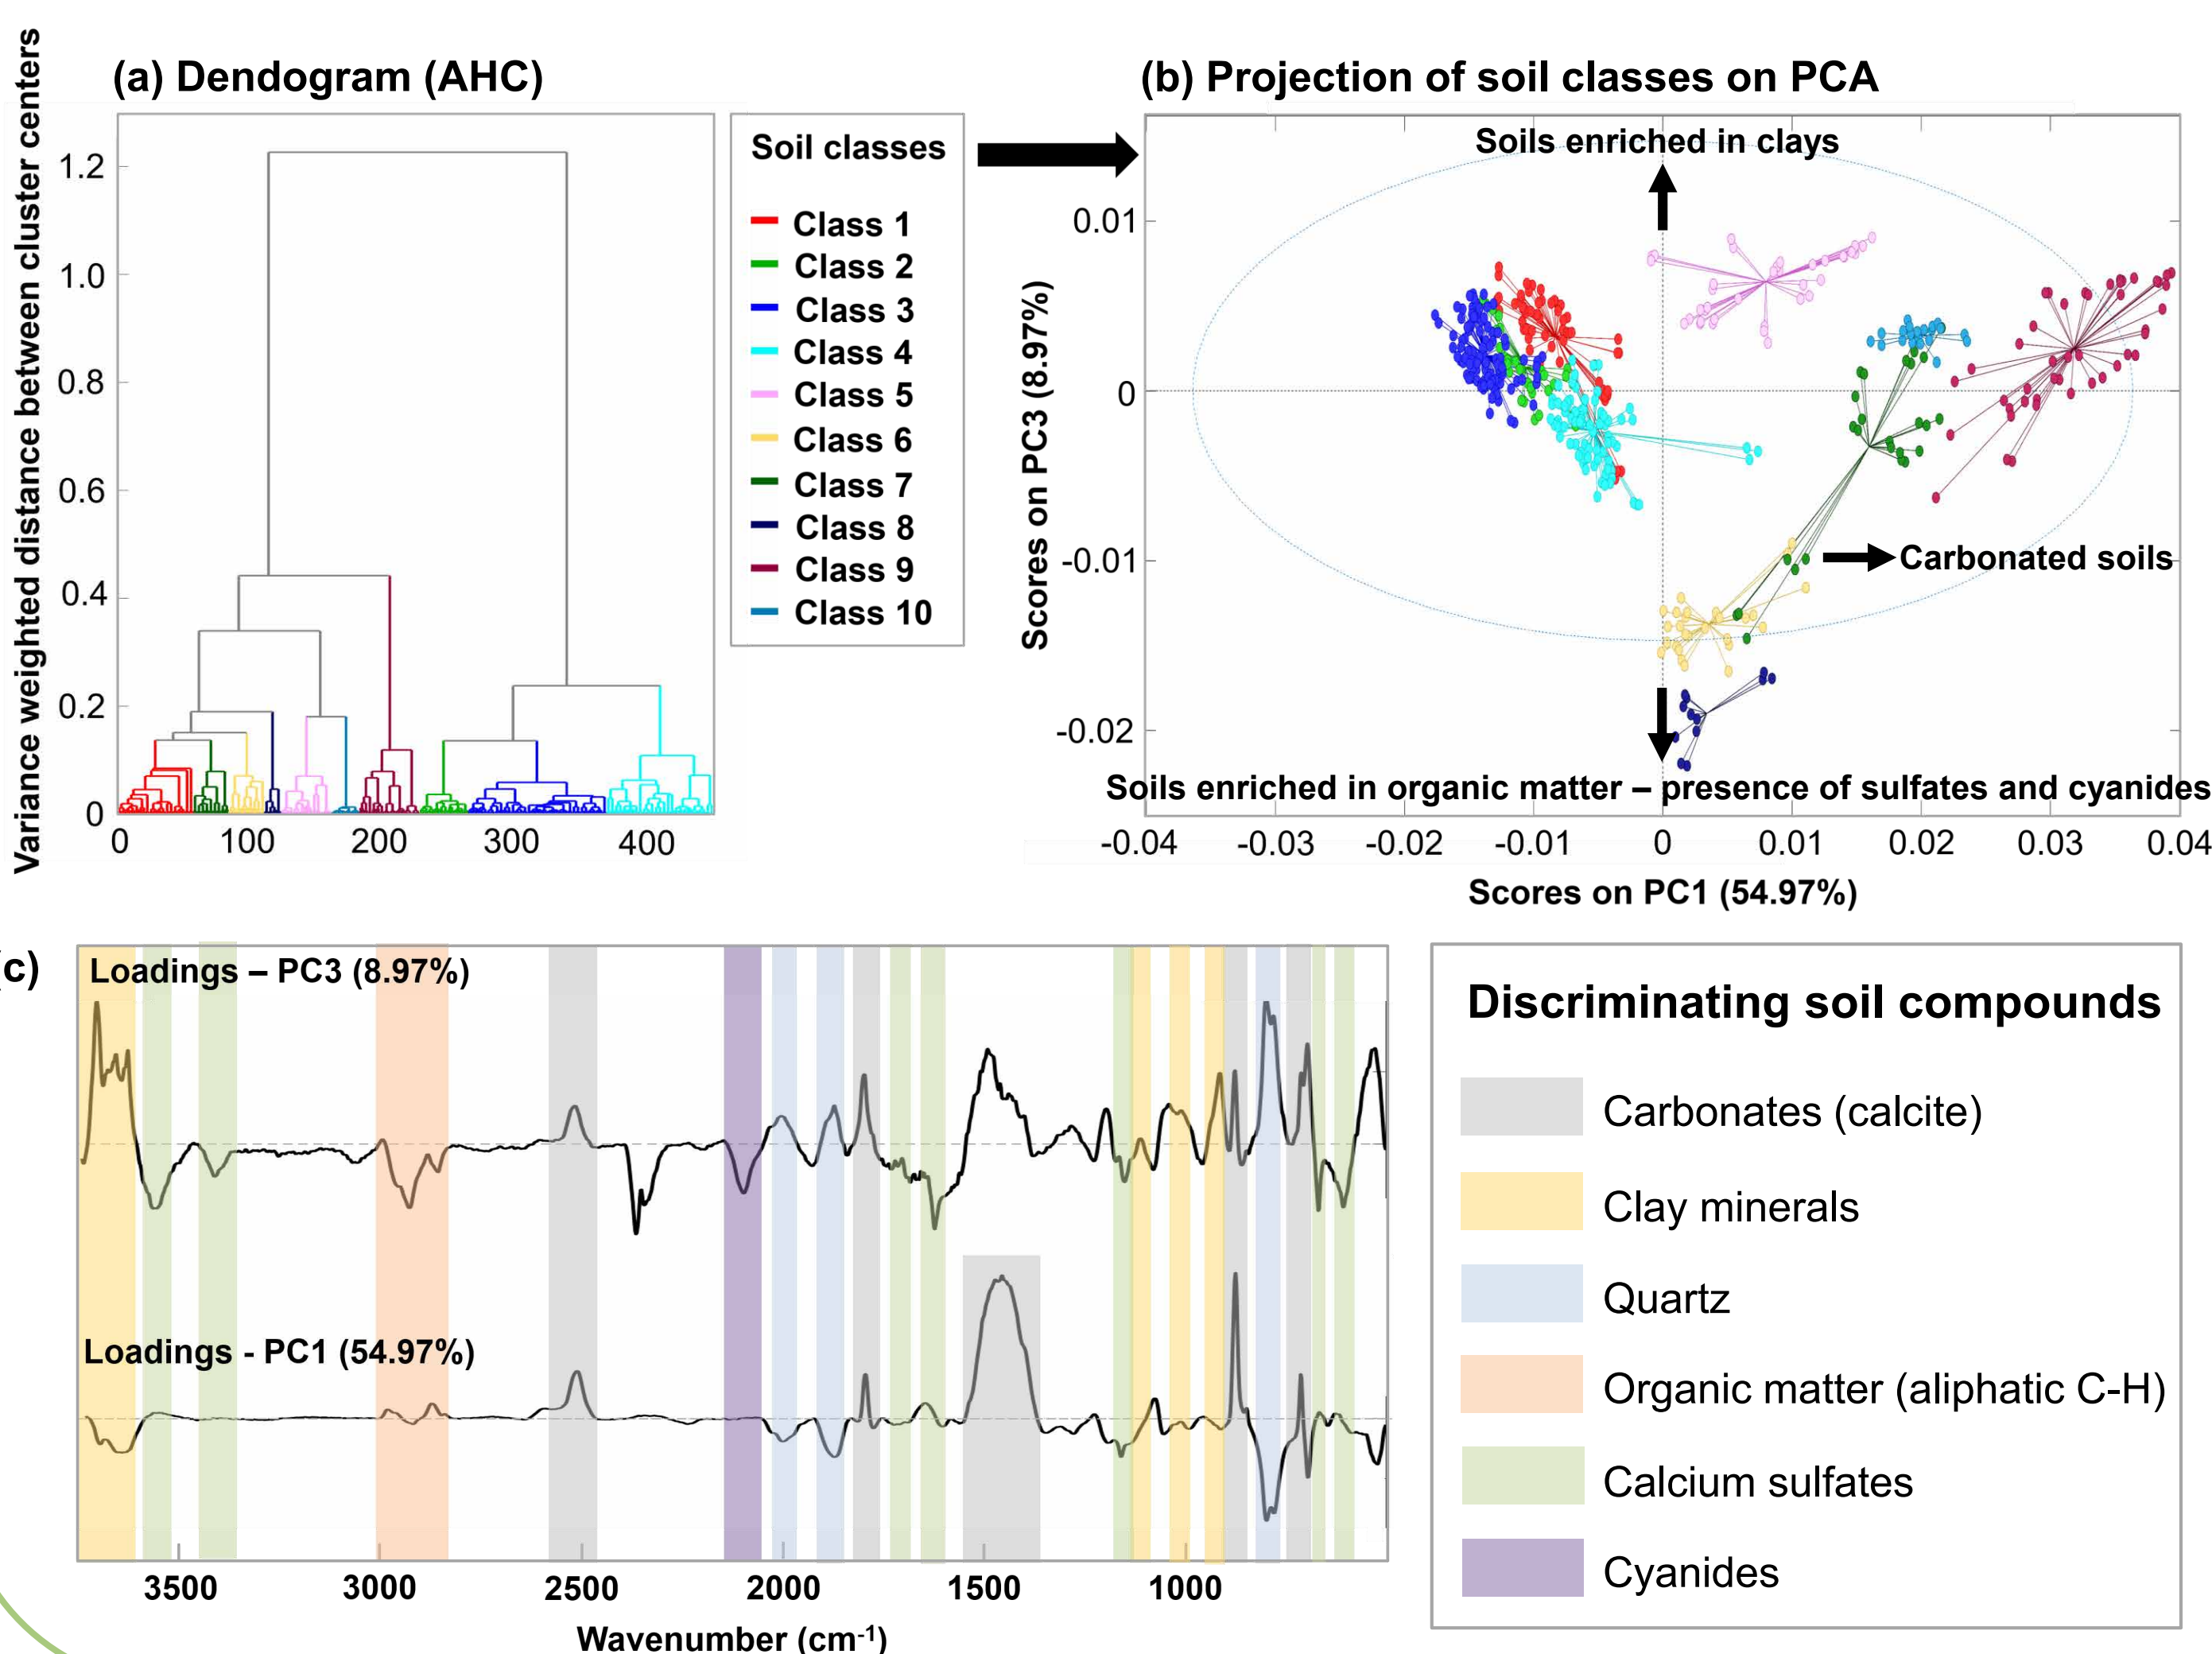 (a) Dendogram (AHC)
Variance weighted distance between cluster centers
1.2
1.0
0.8
0.6
0.4
0.2
0
0 100 200 300 400
Soil classes
Class 1
Class 2
Class 3
Class 4
Class 5
Class 6
Class 7
Class 8
Class 9
Class 10
(b) Projection of soil classes on PCA
Soils enriched in clays
Scores on PC3 (8.97%)
0.01
0
-0.01
-0.02
Carbonated soils
Soils enriched in organic matter – presence of sulfates and cyanides
-0.04 -0.03 -0.02 -0.01 0 0.01 0.02 0.03 0.04
Scores on PC1 (54.97%)
c)
Loadings – PC3 (8.97%)
Loadings - PC1 (54.97%)
3500 3000 2500 2000 1500 1000
Wavenumber (cm-1)
Discriminating soil compounds
Carbonates (calcite)
Clay minerals
Quartz
Organic matter (aliphatic C-H)
Calcium sulfates
Cyanides